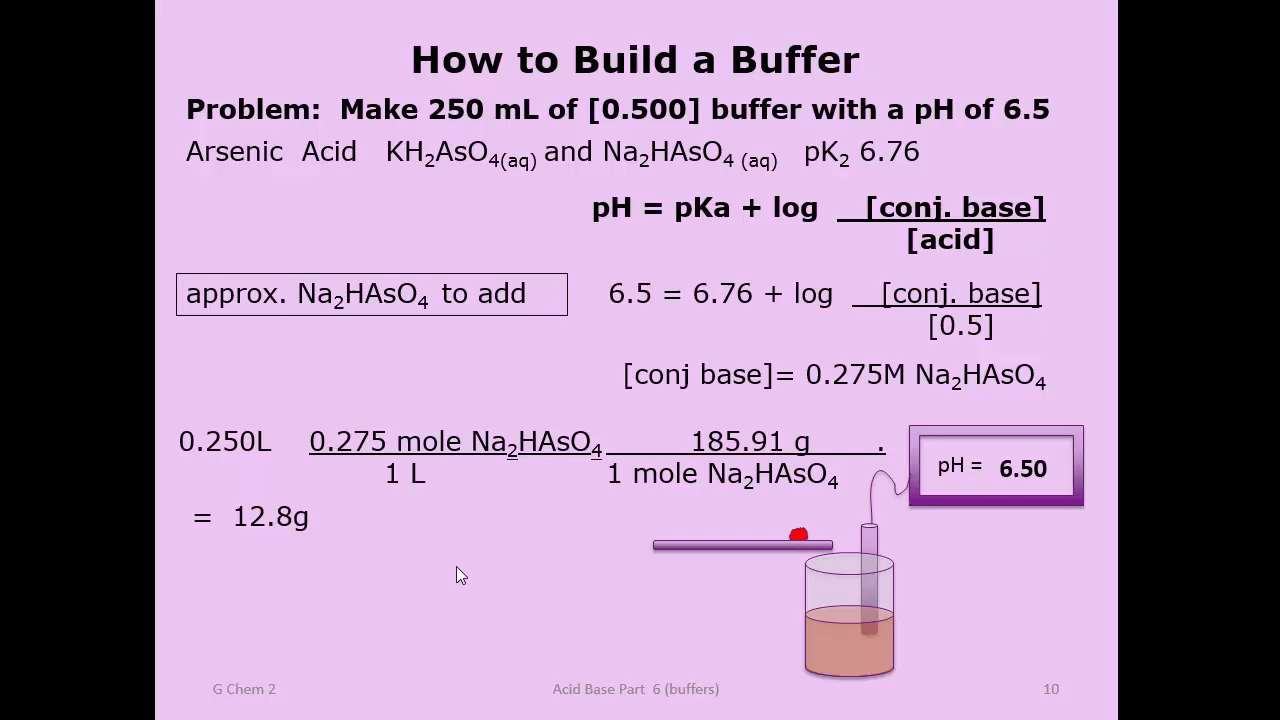 How to Build a Buffer
Problem: Make 250 mL of [0.500] buffer with a pH of 6.5
Arsenic Acid KH₂AsO₄(aq) and Na₂HAsO₄ (aq) pK₂ 6.76
pH = pKa + log [conj. base]
[acid]
approx. Na₂HAsO₄ to add
6.5 = 6.76 + log [conj. base]
[0.5]
[conj base]= 0.275M Na₂HAsO₄
0.250L 0.275 mole Na₂HAsO₄ 185.91 g .
1 L 1 mole Na₂HAsO₄
= 12.8g
pH = 6.50
G Chem 2 Acid Base Part 6 (buffers) 10